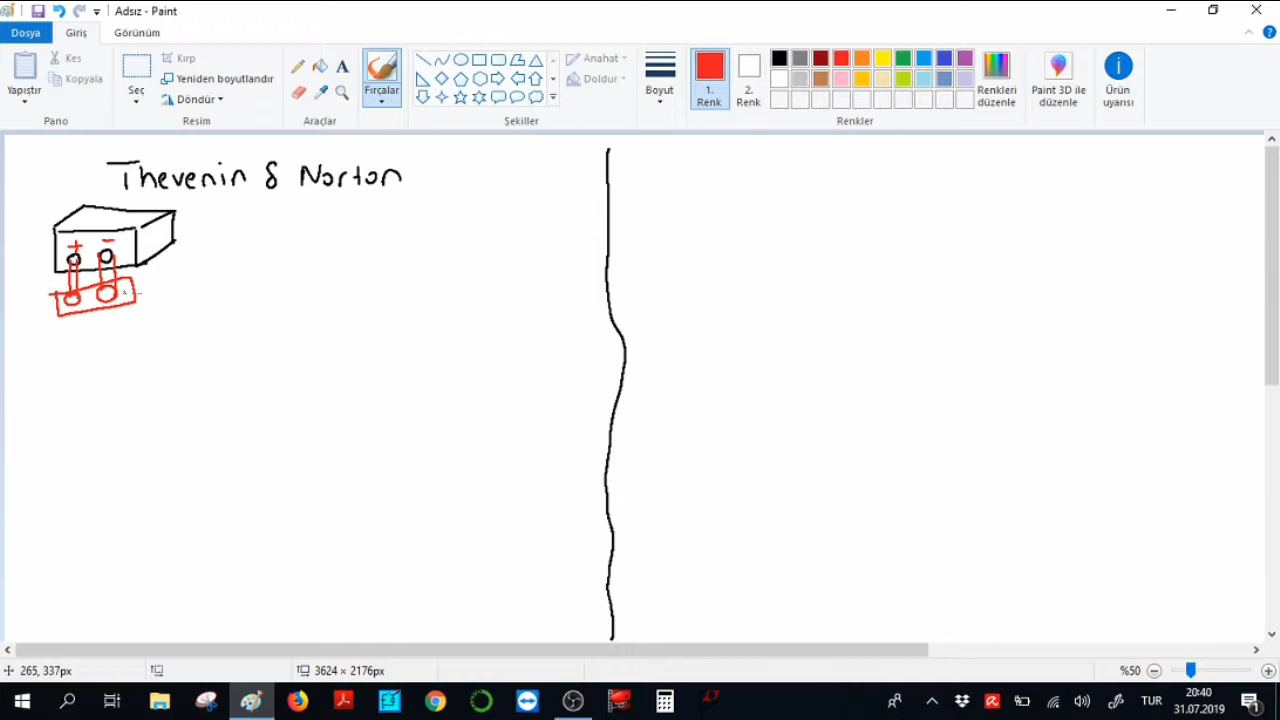 Adsız - Paint
Dosya
Giriş
Görünüm
Yapıştır
Kes
Kopyala
Pano
Seç
Kırp
Yeniden boyutlandır
Döndür
Resim
A
Araçlar
Fırçalar
Anahat
Doldur
Şekiller
Boyut
1.
Renk
2.
Renk
Renkleri
düzenle
Renkler
Paint 3D ile
düzenle
Ürün
uyarısı
Thevenin & Norton
+ -
265, 337px
3624 × 2176px
%50
TUR
20:40
31.07.2019
1